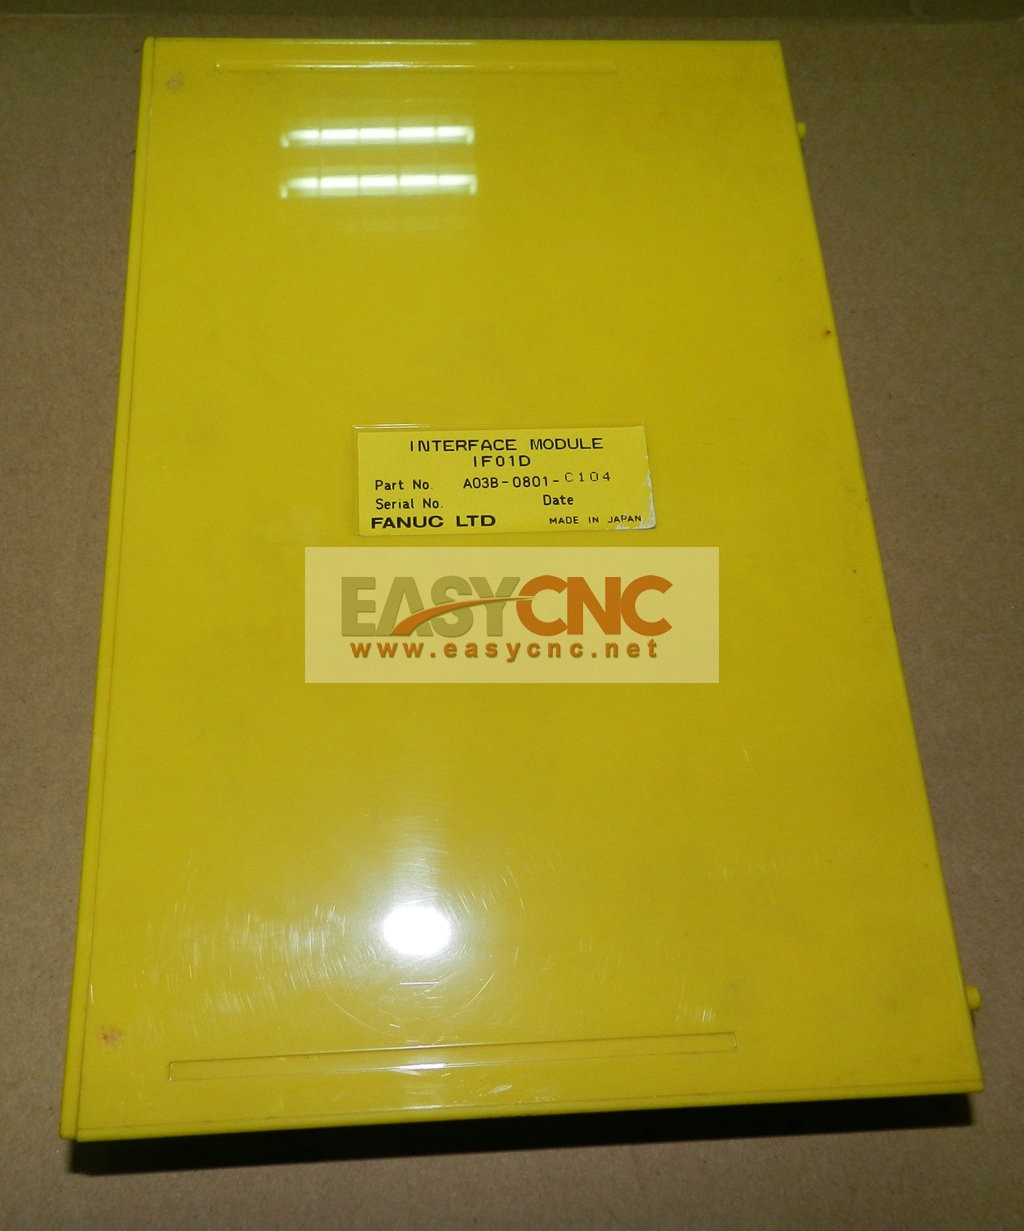 INTERFACE MODULE
IF01D
Part No. A03B-0801-C104
Serial No. Date
FANUC LTD MADE IN JAPAN
EASYCNC
www.easycnc.net